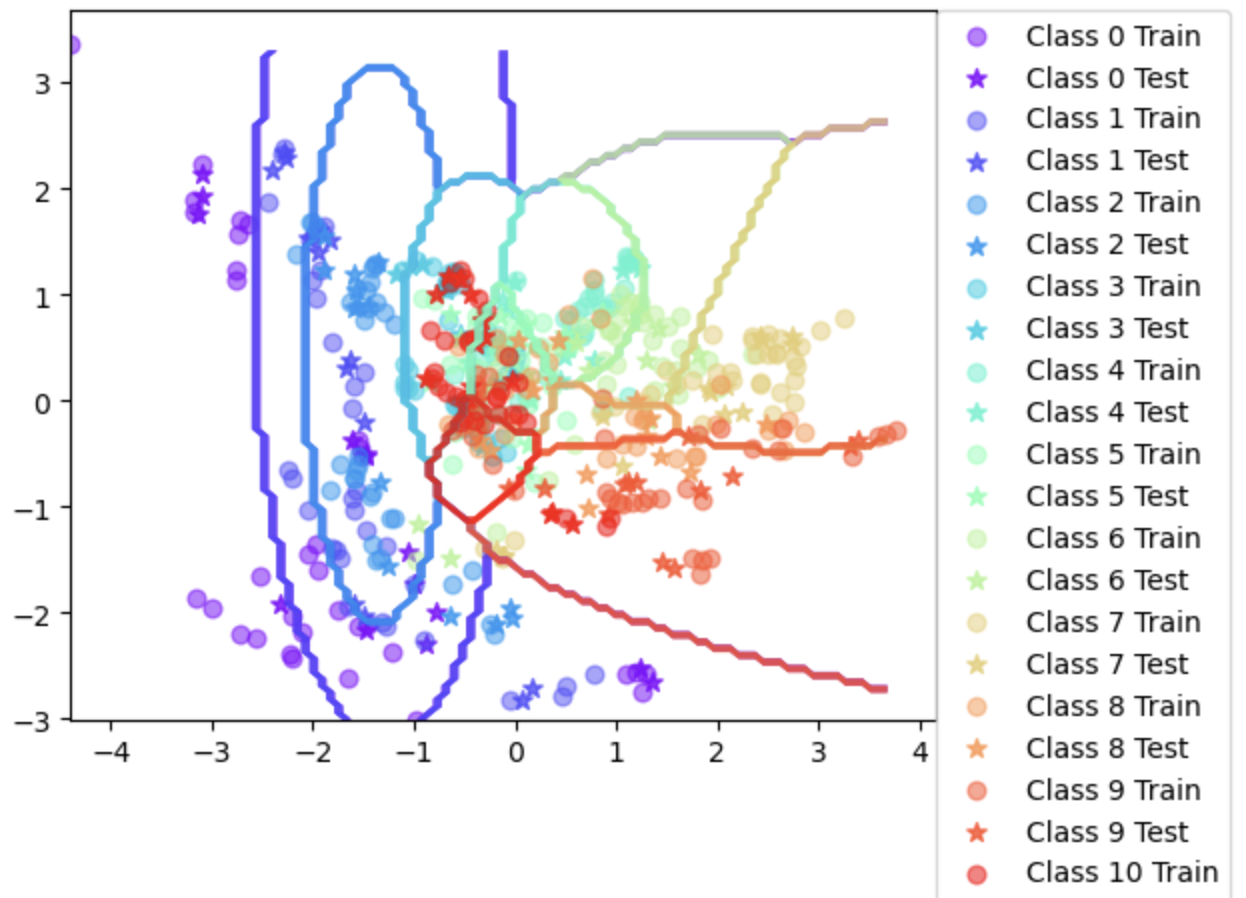 3
2
1
0
−1
−2
−3
−4
−3
−2
−1
0
1
2
3
4
Class 0 Train
Class 0 Test
Class 1 Train
Class 1 Test
Class 2 Train
Class 2 Test
Class 3 Train
Class 3 Test
Class 4 Train
Class 4 Test
Class 5 Train
Class 5 Test
Class 6 Train
Class 6 Test
Class 7 Train
Class 7 Test
Class 8 Train
Class 8 Test
Class 9 Train
Class 9 Test
Class 10 Train